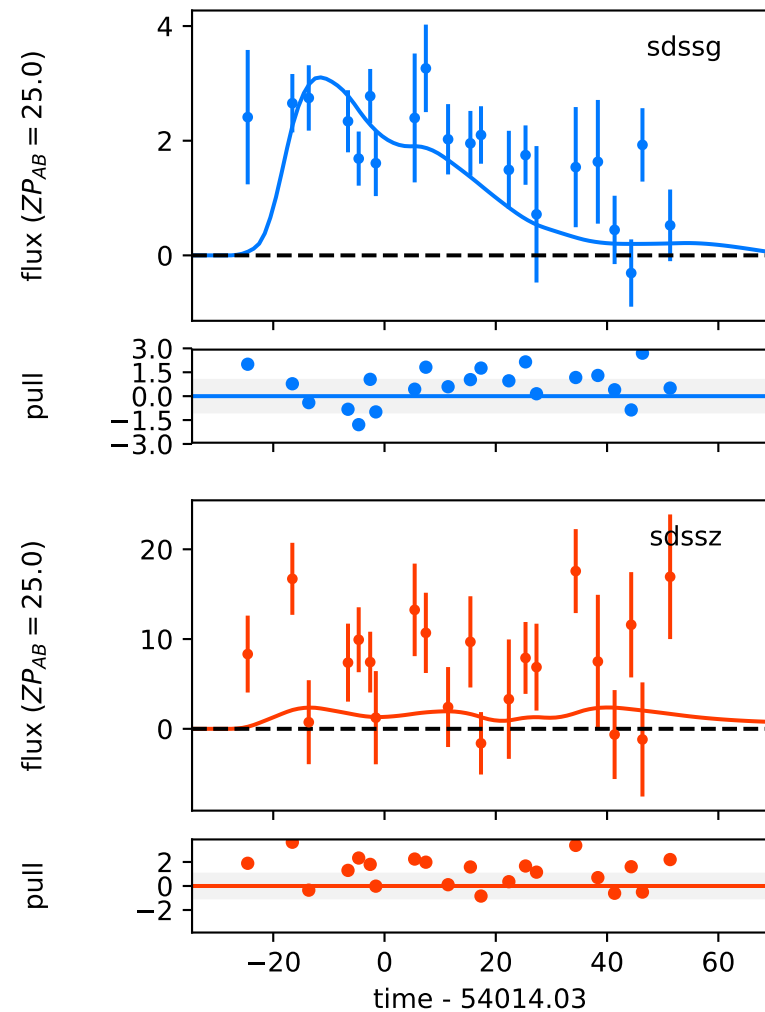 4
2
0
flux (ZP_AB = 25.0)
sdssg
3.0
1.5
0.0
−1.5
−3.0
pull
20
10
0
flux (ZP_AB = 25.0)
sdssz
2
0
−2
pull
−20 0 20 40 60
time - 54014.03